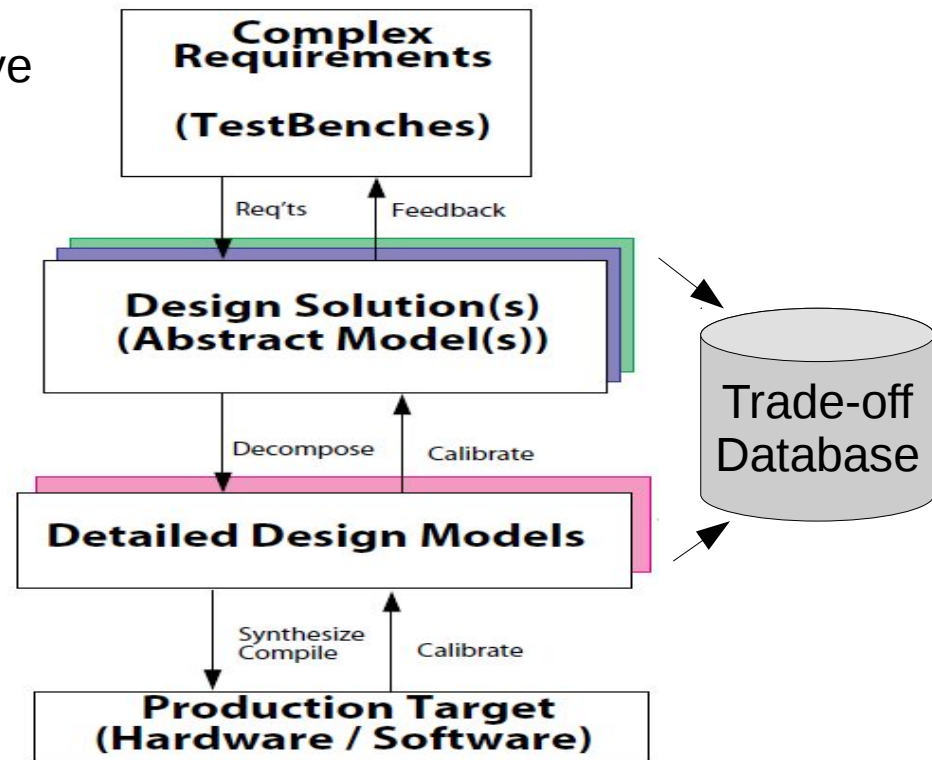 ve
Complex
Requirements
(TestBenches)
Req'ts
Feedback
Design Solution(s)
(Abstract Model(s))
Trade-off
Database
Decompose
Calibrate
Detailed Design Models
Synthesize
Compile
Calibrate
Production Target
(Hardware / Software)